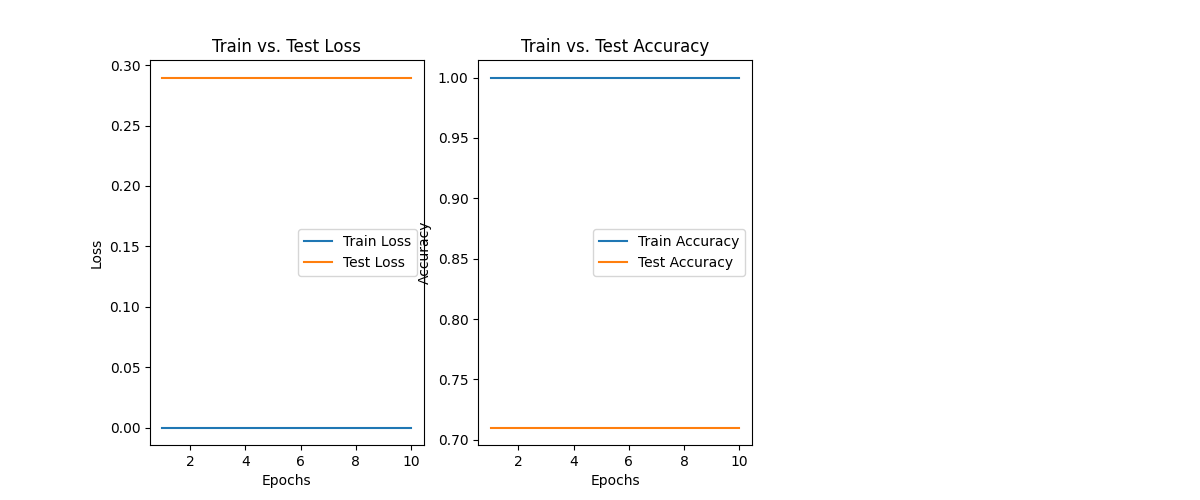 Train vs. Test Loss
0.30
0.25
0.20
0.15
0.10
0.05
0.00
Loss
Train Loss
Test Loss
2 4 6 8 10
Epochs
Train vs. Test Accuracy
1.00
0.95
0.90
0.85
0.80
0.75
0.70
Accuracy
Train Accuracy
Test Accuracy
2 4 6 8 10
Epochs